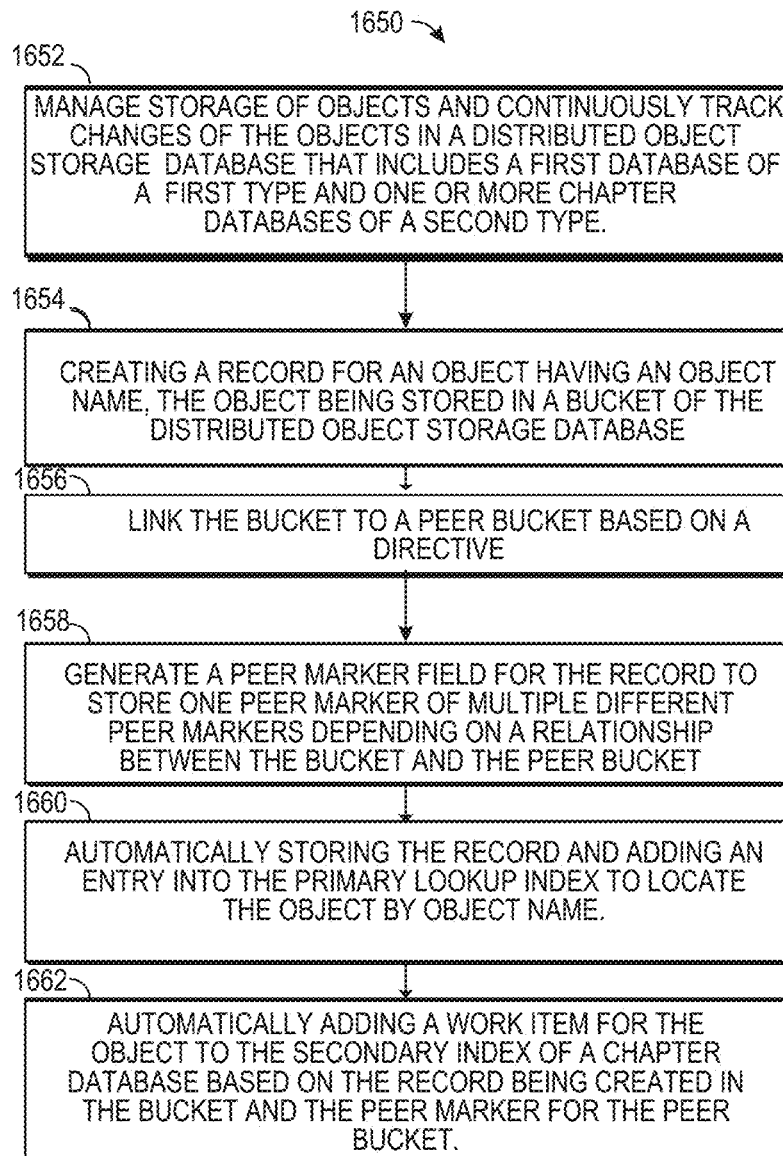 1650
1652
MANAGE STORAGE OF OBJECTS AND CONTINUOUSLY TRACK
CHANGES OF THE OBJECTS IN A DISTRIBUTED OBJECT
STORAGE DATABASE THAT INCLUDES A FIRST DATABASE OF
A FIRST TYPE AND ONE OR MORE CHAPTER
DATABASES OF A SECOND TYPE.
1654
CREATING A RECORD FOR AN OBJECT HAVING AN OBJECT
NAME, THE OBJECT BEING STORED IN A BUCKET OF THE
DISTRIBUTED OBJECT STORAGE DATABASE
1656
LINK THE BUCKET TO A PEER BUCKET BASED ON A
DIRECTIVE
1658
GENERATE A PEER MARKER FIELD FOR THE RECORD TO
STORE ONE PEER MARKER OF MULTIPLE DIFFERENT
PEER MARKERS DEPENDING ON A RELATIONSHIP
BETWEEN THE BUCKET AND THE PEER BUCKET
1660
AUTOMATICALLY STORING THE RECORD AND ADDING AN
ENTRY INTO THE PRIMARY LOOKUP INDEX TO LOCATE
THE OBJECT BY OBJECT NAME.
1662
AUTOMATICALLY ADDING A WORK ITEM FOR THE
OBJECT TO THE SECONDARY INDEX OF A CHAPTER
DATABASE BASED ON THE RECORD BEING CREATED IN
THE BUCKET AND THE PEER MARKER FOR THE PEER
BUCKET.